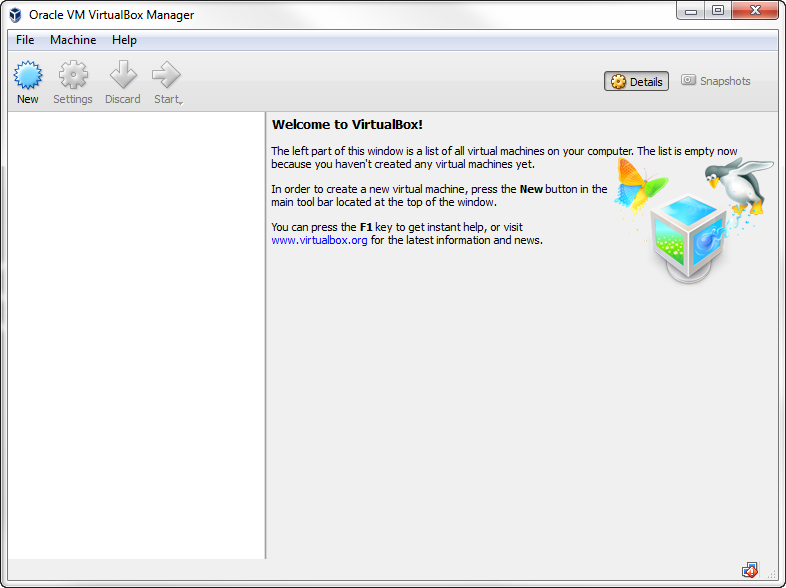 Oracle VM VirtualBox Manager
File Machine Help
New Settings Discard Start
Details Snapshots
Welcome to VirtualBox!
The left part of this window is a list of all virtual machines on your computer. The list is empty now
because you haven't created any virtual machines yet.
In order to create a new virtual machine, press the New button in the
main tool bar located at the top of the window.
You can press the F1 key to get instant help, or visit
www.virtualbox.org for the latest information and news.